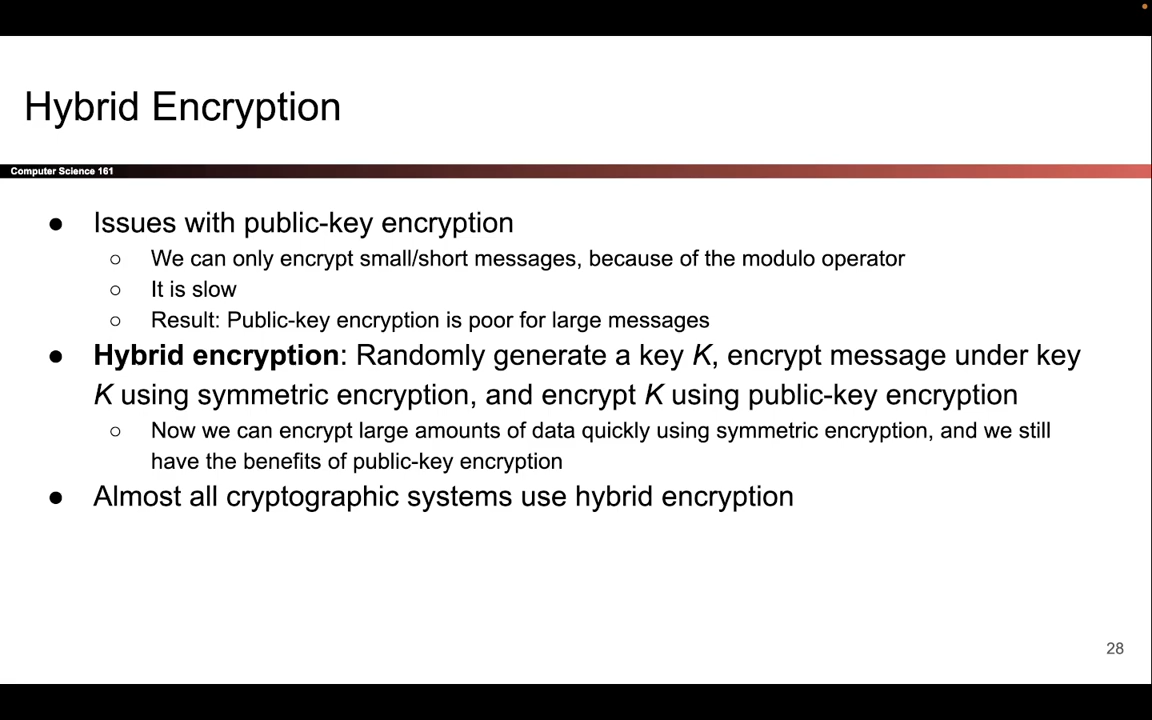 Hybrid Encryption
Computer Science 161
● Issues with public-key encryption
○ We can only encrypt small/short messages, because of the modulo operator
○ It is slow
○ Result: Public-key encryption is poor for large messages
● Hybrid encryption: Randomly generate a key K, encrypt message under key
K using symmetric encryption, and encrypt K using public-key encryption
○ Now we can encrypt large amounts of data quickly using symmetric encryption, and we still
have the benefits of public-key encryption
● Almost all cryptographic systems use hybrid encryption
28